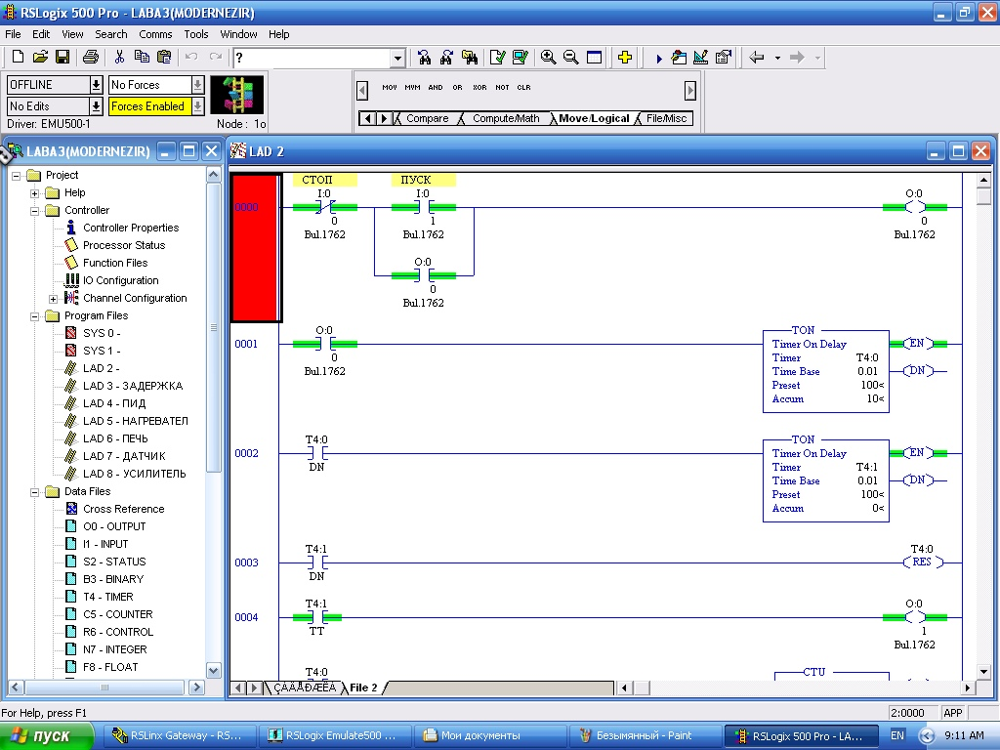 RSLogix 500 Pro - LABA3(MODERNEZIR)
File Edit View Search Comms Tools Window Help
?
OFFLINE No Forces
No Edits Forces Enabled
Driver: EMU500-1 Node : 1o
MOV MVM AND OR XOR NOT CLR
Compare Compute/Math Move/Logical File/Misc
LABA3(MODERNEZIR)
Project
Help
Controller
Controller Properties
Processor Status
Function Files
IO Configuration
Channel Configuration
Program Files
SYS 0 -
SYS 1 -
LAD 2 -
LAD 3 - ЗАДЕРЖКА
LAD 4 - ПИД
LAD 5 - НАГРЕВАТЕЛ
LAD 6 - ПЕЧЬ
LAD 7 - ДАТЧИК
LAD 8 - УСИЛИТЕЛЬ
Data Files
Cross Reference
O0 - OUTPUT
I1 - INPUT
S2 - STATUS
B3 - BINARY
T4 - TIMER
C5 - COUNTER
R6 - CONTROL
N7 - INTEGER
F8 - FLOAT
LAD 2
СТОП ПУСК
I:0 I:0 O:0
0000
0 1 0
Bul.1762 Bul.1762 Bul.1762
O:0
0
Bul.1762
O:0
0001
0
Bul.1762
TON
Timer On Delay
Timer T4:0
Time Base 0.01
Preset 100<
Accum 10<
EN
DN
T4:0
0002
DN
TON
Timer On Delay
Timer T4:1
Time Base 0.01
Preset 100<
Accum 0<
EN
DN
T4:1 T4:0
0003 RES
DN
T4:1 O:0
0004
TT 1
Bul.1762
T4:0 CTU
ÇÀÄÅÐÆÊÀ File 2
For Help, press F1 2:0000 APP
пуск RSLinx Gateway - RS... RSLogix Emulate500 ... Мои документы Безымянный - Paint RSLogix 500 Pro - LA... EN 9:11 AM